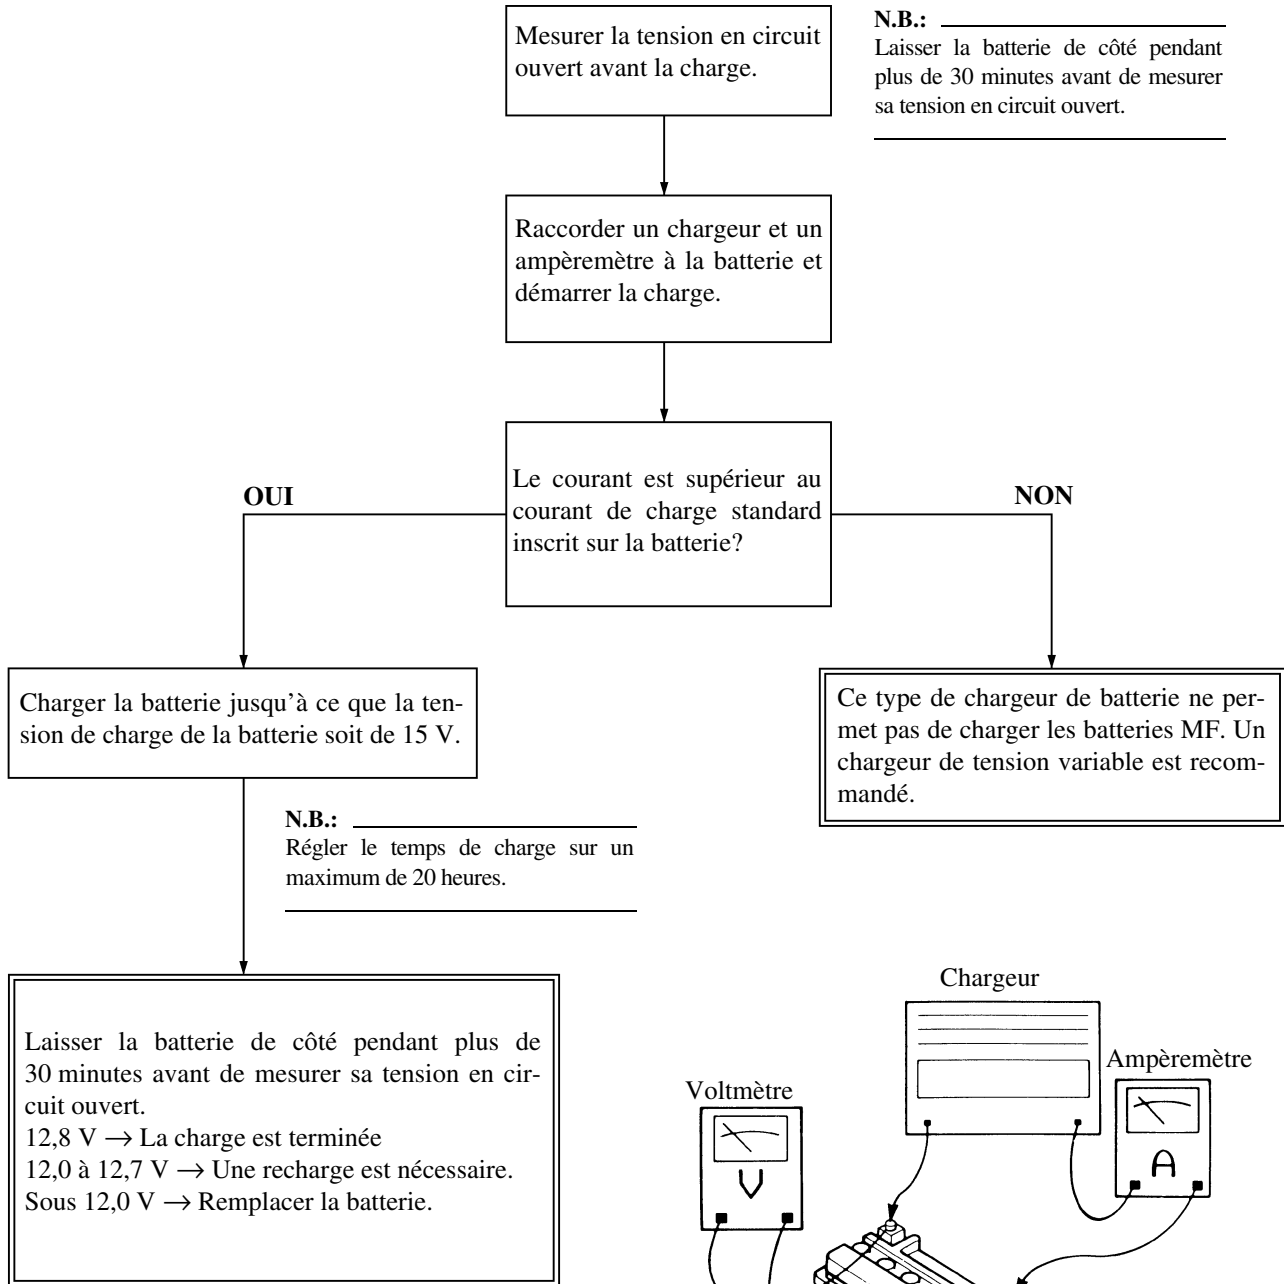 Mesurer la tension en circuit
ouvert avant la charge.
N.B.:
Laisser la batterie de côté pendant
plus de 30 minutes avant de mesurer
sa tension en circuit ouvert.
Raccorder un chargeur et un
ampèremètre à la batterie et
démarrer la charge.
Le courant est supérieur au
courant de charge standard
inscrit sur la batterie?
OUI
NON
Charger la batterie jusqu'à ce que la ten-
sion de charge de la batterie soit de 15 V.
Ce type de chargeur de batterie ne per-
met pas de charger les batteries MF. Un
chargeur de tension variable est recom-
mandé.
N.B.:
Régler le temps de charge sur un
maximum de 20 heures.
Laisser la batterie de côté pendant plus de
30 minutes avant de mesurer sa tension en cir-
cuit ouvert.
12,8 V → La charge est terminée
12,0 à 12,7 V → Une recharge est nécessaire.
Sous 12,0 V → Remplacer la batterie.
Chargeur
Ampèremètre
Voltmètre
A
V